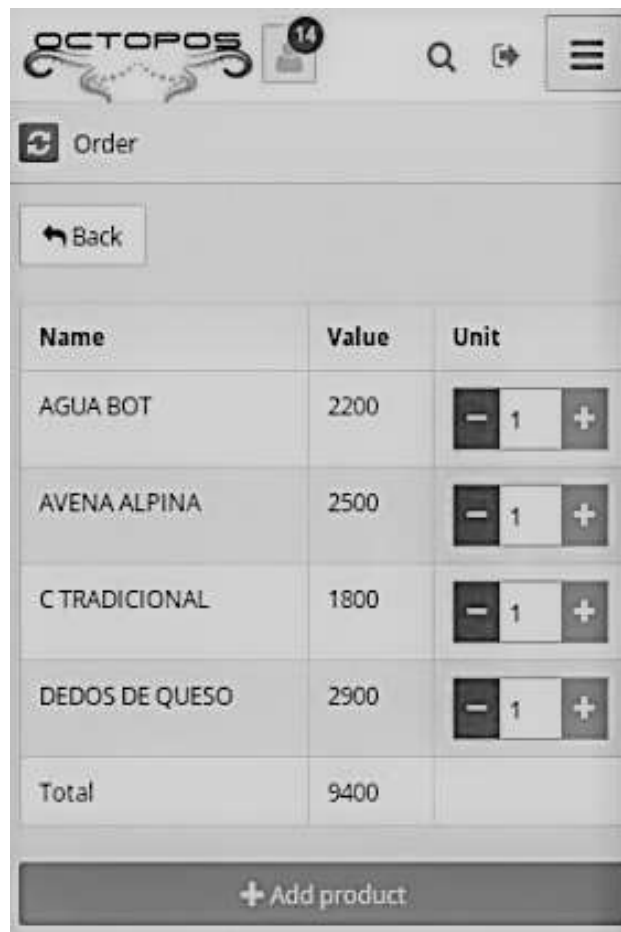 OCTOPOS 14
Order
Back
Name Value Unit
AGUA BOT 2200 1
AVENA ALPINA 2500 1
C TRADICIONAL 1800 1
DEDOS DE QUESO 2900 1
Total 9400
Add product